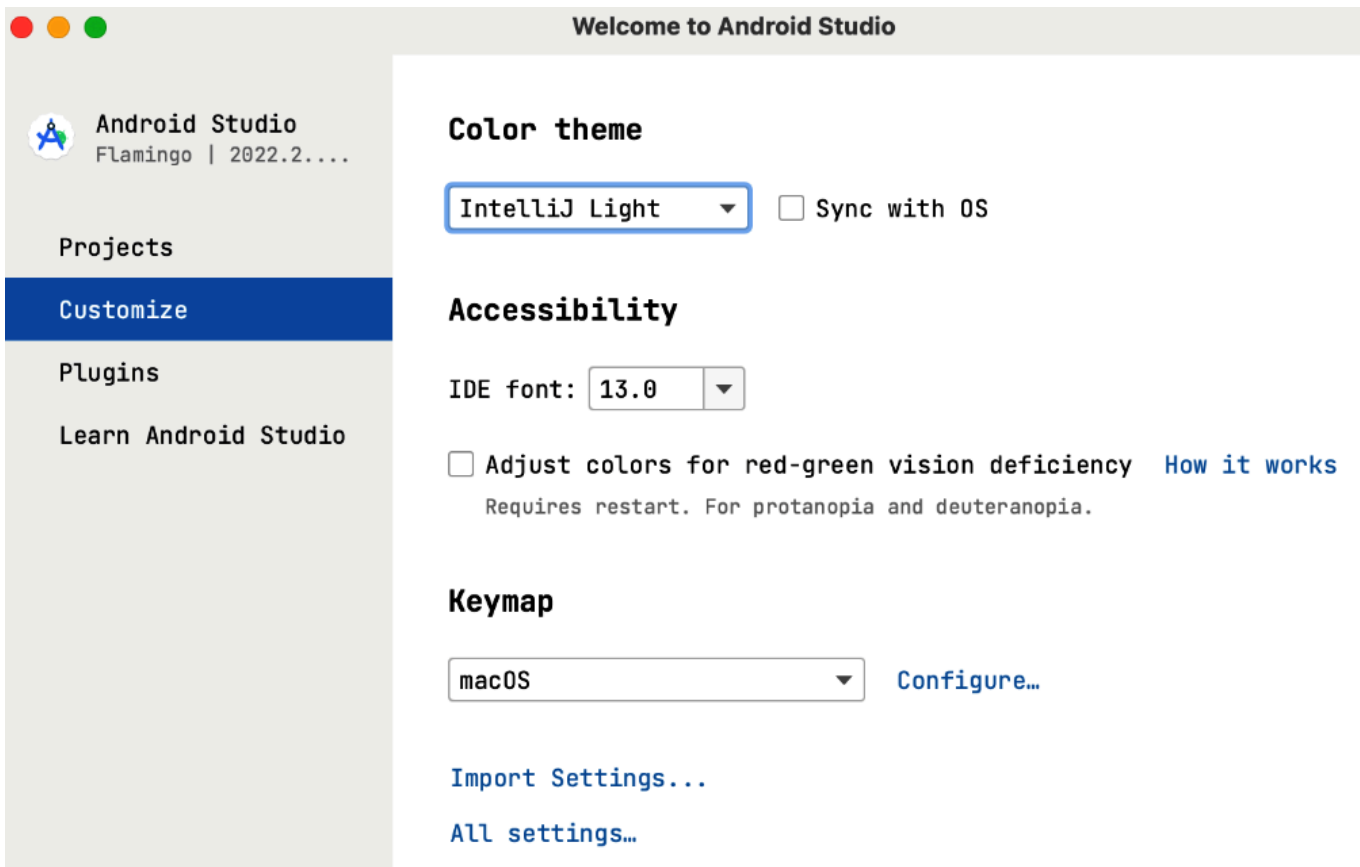 Welcome to Android Studio
Android Studio
Flamingo | 2022.2....
Projects
Customize
Plugins
Learn Android Studio
Color theme
IntelliJ Light
Sync with OS
Accessibility
IDE font: 13.0
Adjust colors for red-green vision deficiency How it works
Requires restart. For protanopia and deuteranopia.
Keymap
macOS
Configure…
Import Settings...
All settings…